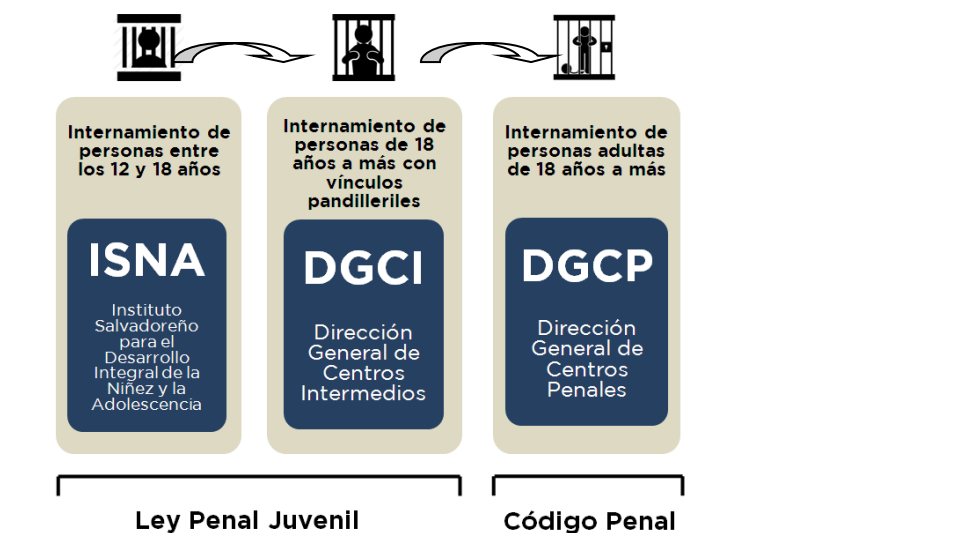 Internamiento de
personas entre
los 12 y 18 años
ISNA
Instituto
Salvadoreño
para el
Desarrollo
Integral de la
Niñez y la
Adolescencia
Internamiento de
personas de 18
años a más con
vínculos
pandilleriles
DGCI
Dirección
General de
Centros
Intermedios
Internamiento de
personas adultas
de 18 años a más
DGCP
Dirección
General de
Centros
Penales
Ley Penal Juvenil
Código Penal